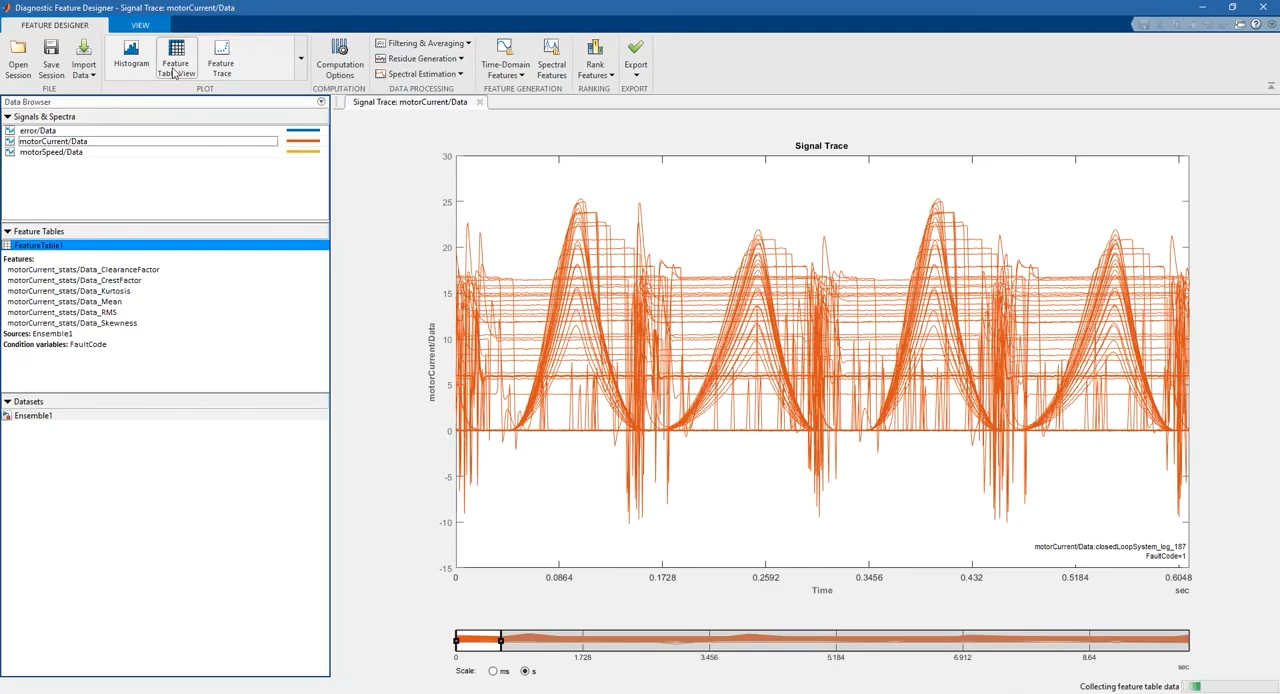 Diagnostic Feature Designer - Signal Trace: motorCurrent/Data
FEATURE DESIGNER
VIEW
Open Session
Save Session
Import Data
Histogram
Feature Table View
Feature Trace
Computation Options
Filtering & Averaging
Residue Generation
Spectral Estimation
Time-Domain Features
Spectral Features
Rank Features
Export
FILE
PLOT
COMPUTATION
DATA PROCESSING
FEATURE GENERATION
RANKING
EXPORT
Data Browser
Signal Trace: motorCurrent/Data
Signals & Spectra
error/Data
motorCurrent/Data
motorSpeed/Data
Feature Tables
FeatureTable1
Features:
motorCurrent_stats/Data_ClearanceFactor
motorCurrent_stats/Data_CrestFactor
motorCurrent_stats/Data_Kurtosis
motorCurrent_stats/Data_Mean
motorCurrent_stats/Data_RMS
motorCurrent_stats/Data_Skewness
Sources: Ensemble1
Condition variables: FaultCode
Datasets
Ensemble1
Signal Trace
30
25
20
15
10
5
0
-5
-10
-15
motorCurrent/Data
motorCurrent/Data:closedLoopSystem_log_187
FaultCode=1
0 0.0864 0.1728 0.2592 0.3456 0.432 0.5184 0.6048
Time
sec
0 1.728 3.456 5.184 6.912 8.64
sec
Scale: ms s
Collecting feature table data